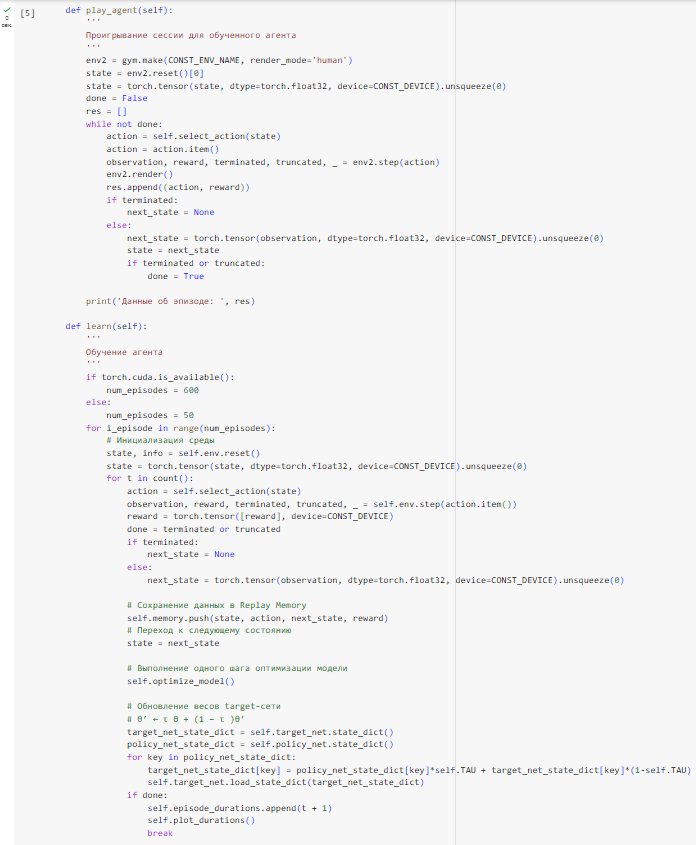 [5]
0
сек.
def play_agent(self):
'''
Проигрывание сессии для обученного агента
'''
env2 = gym.make(CONST_ENV_NAME, render_mode='human')
state = env2.reset()[0]
state = torch.tensor(state, dtype=torch.float32, device=CONST_DEVICE).unsqueeze(0)
done = False
res = []
while not done:
action = self.select_action(state)
action = action.item()
observation, reward, terminated, truncated, _ = env2.step(action)
env2.render()
res.append((action, reward))
if terminated:
next_state = None
else:
next_state = torch.tensor(observation, dtype=torch.float32, device=CONST_DEVICE).unsqueeze(0)
state = next_state
if terminated or truncated:
done = True
print('Данные об эпизоде: ', res)
def learn(self):
'''
Обучение агента
'''
if torch.cuda.is_available():
num_episodes = 600
else:
num_episodes = 50
for i_episode in range(num_episodes):
# Инициализация среды
state, info = self.env.reset()
state = torch.tensor(state, dtype=torch.float32, device=CONST_DEVICE).unsqueeze(0)
for t in count():
action = self.select_action(state)
observation, reward, terminated, truncated, _ = self.env.step(action.item())
reward = torch.tensor([reward], device=CONST_DEVICE)
done = terminated or truncated
if terminated:
next_state = None
else:
next_state = torch.tensor(observation, dtype=torch.float32, device=CONST_DEVICE).unsqueeze(0)
# Сохранение данных в Replay Memory
self.memory.push(state, action, next_state, reward)
# Переход к следующему состоянию
state = next_state
# Выполнение одного шага оптимизации модели
self.optimize_model()
# Обновление весов target-сети
# θ′ ← τ θ + (1 − τ )θ′
target_net_state_dict = self.target_net.state_dict()
policy_net_state_dict = self.policy_net.state_dict()
for key in policy_net_state_dict:
target_net_state_dict[key] = policy_net_state_dict[key]*self.TAU + target_net_state_dict[key]*(1-self.TAU)
self.target_net.load_state_dict(target_net_state_dict)
if done:
self.episode_durations.append(t + 1)
self.plot_durations()
break